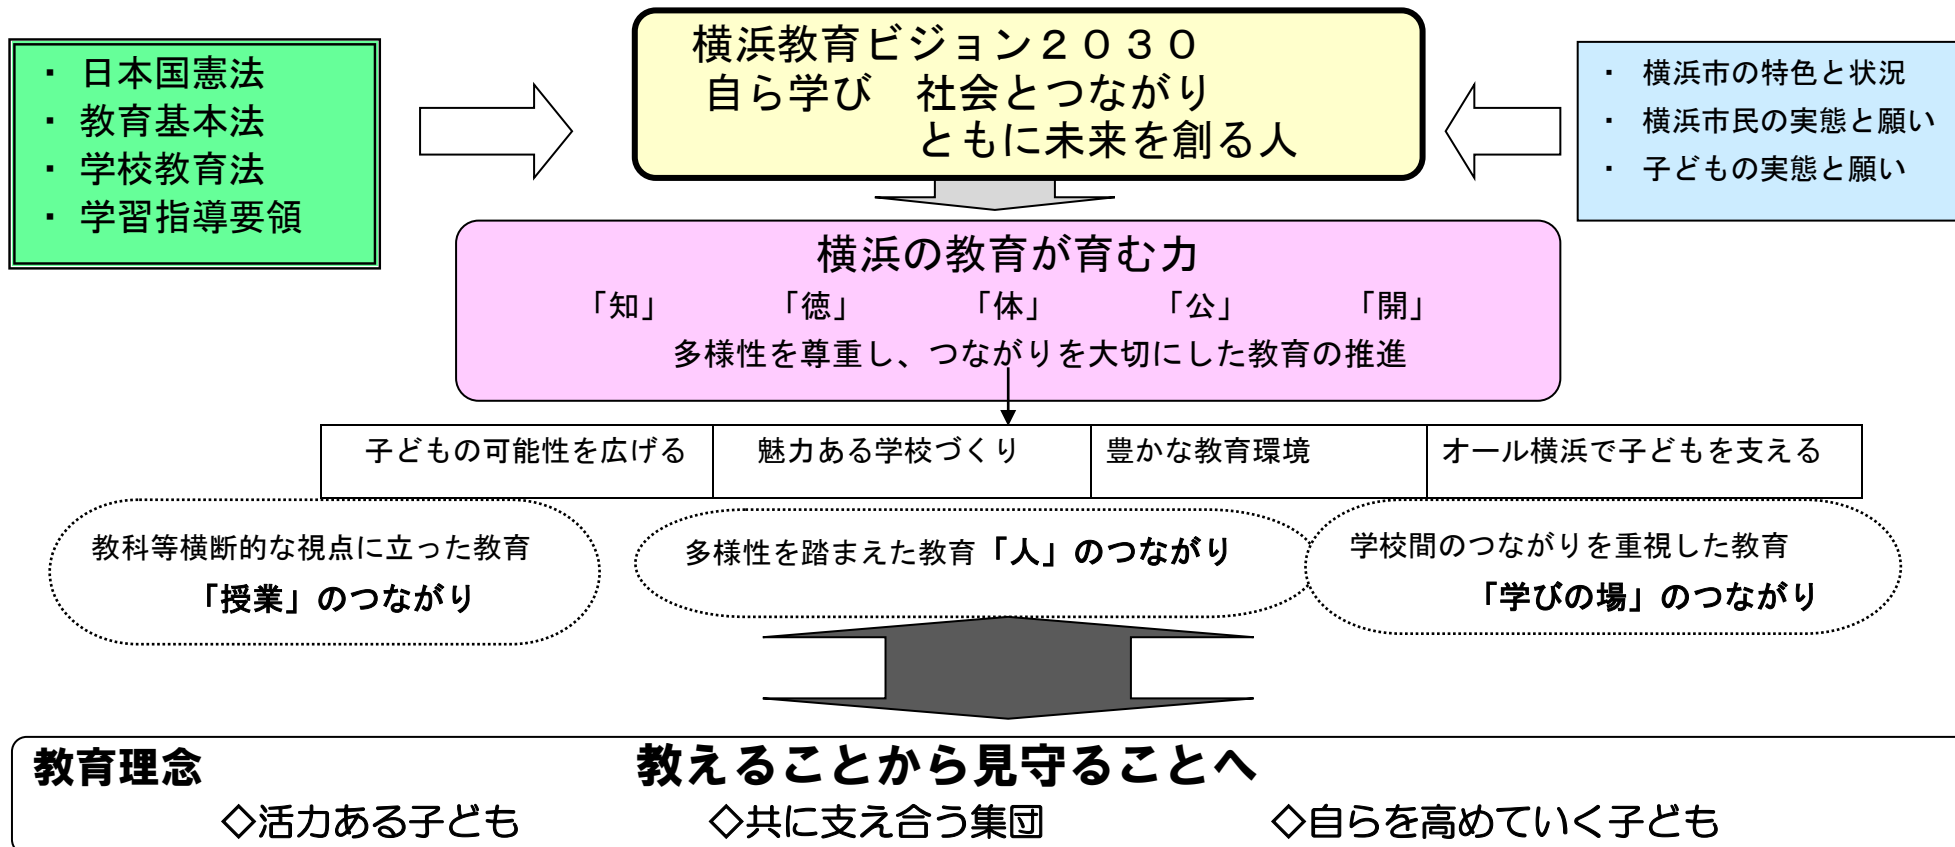 ・ 日本国憲法
・ 教育基本法
・ 学校教育法
・ 学習指導要領
横浜教育ビジョン２０３０
自ら学び　社会とつながり
ともに未来を創る人
・ 横浜市の特色と状況
・ 横浜市民の実態と願い
・ 子どもの実態と願い
横浜の教育が育む力
「知」 「徳」 「体」 「公」 「開」
多様性を尊重し、つながりを大切にした教育の推進
子どもの可能性を広げる
魅力ある学校づくり
豊かな教育環境
オール横浜で子どもを支える
教科等横断的な視点に立った教育
「授業」のつながり
多様性を踏まえた教育「人」のつながり
学校間のつながりを重視した教育
「学びの場」のつながり
教育理念 教えることから見守ることへ
◇活力ある子ども ◇共に支え合う集団 ◇自らを高めていく子ども